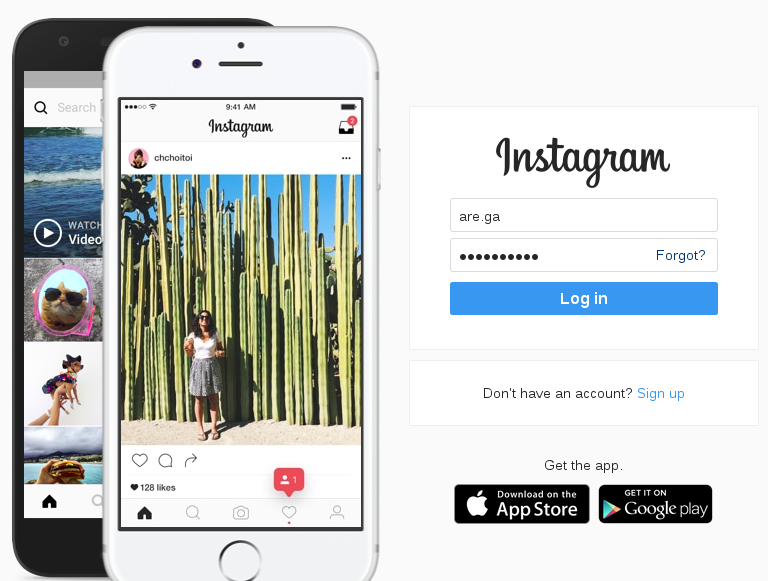 Search
WATCH
Video
9:41 AM
Instagram
2
chchoitoi
128 likes
1
Instagram
are.ga
Forgot?
Log in
Don't have an account? Sign up
Get the app.
Download on the
App Store
GET IT ON
Google play